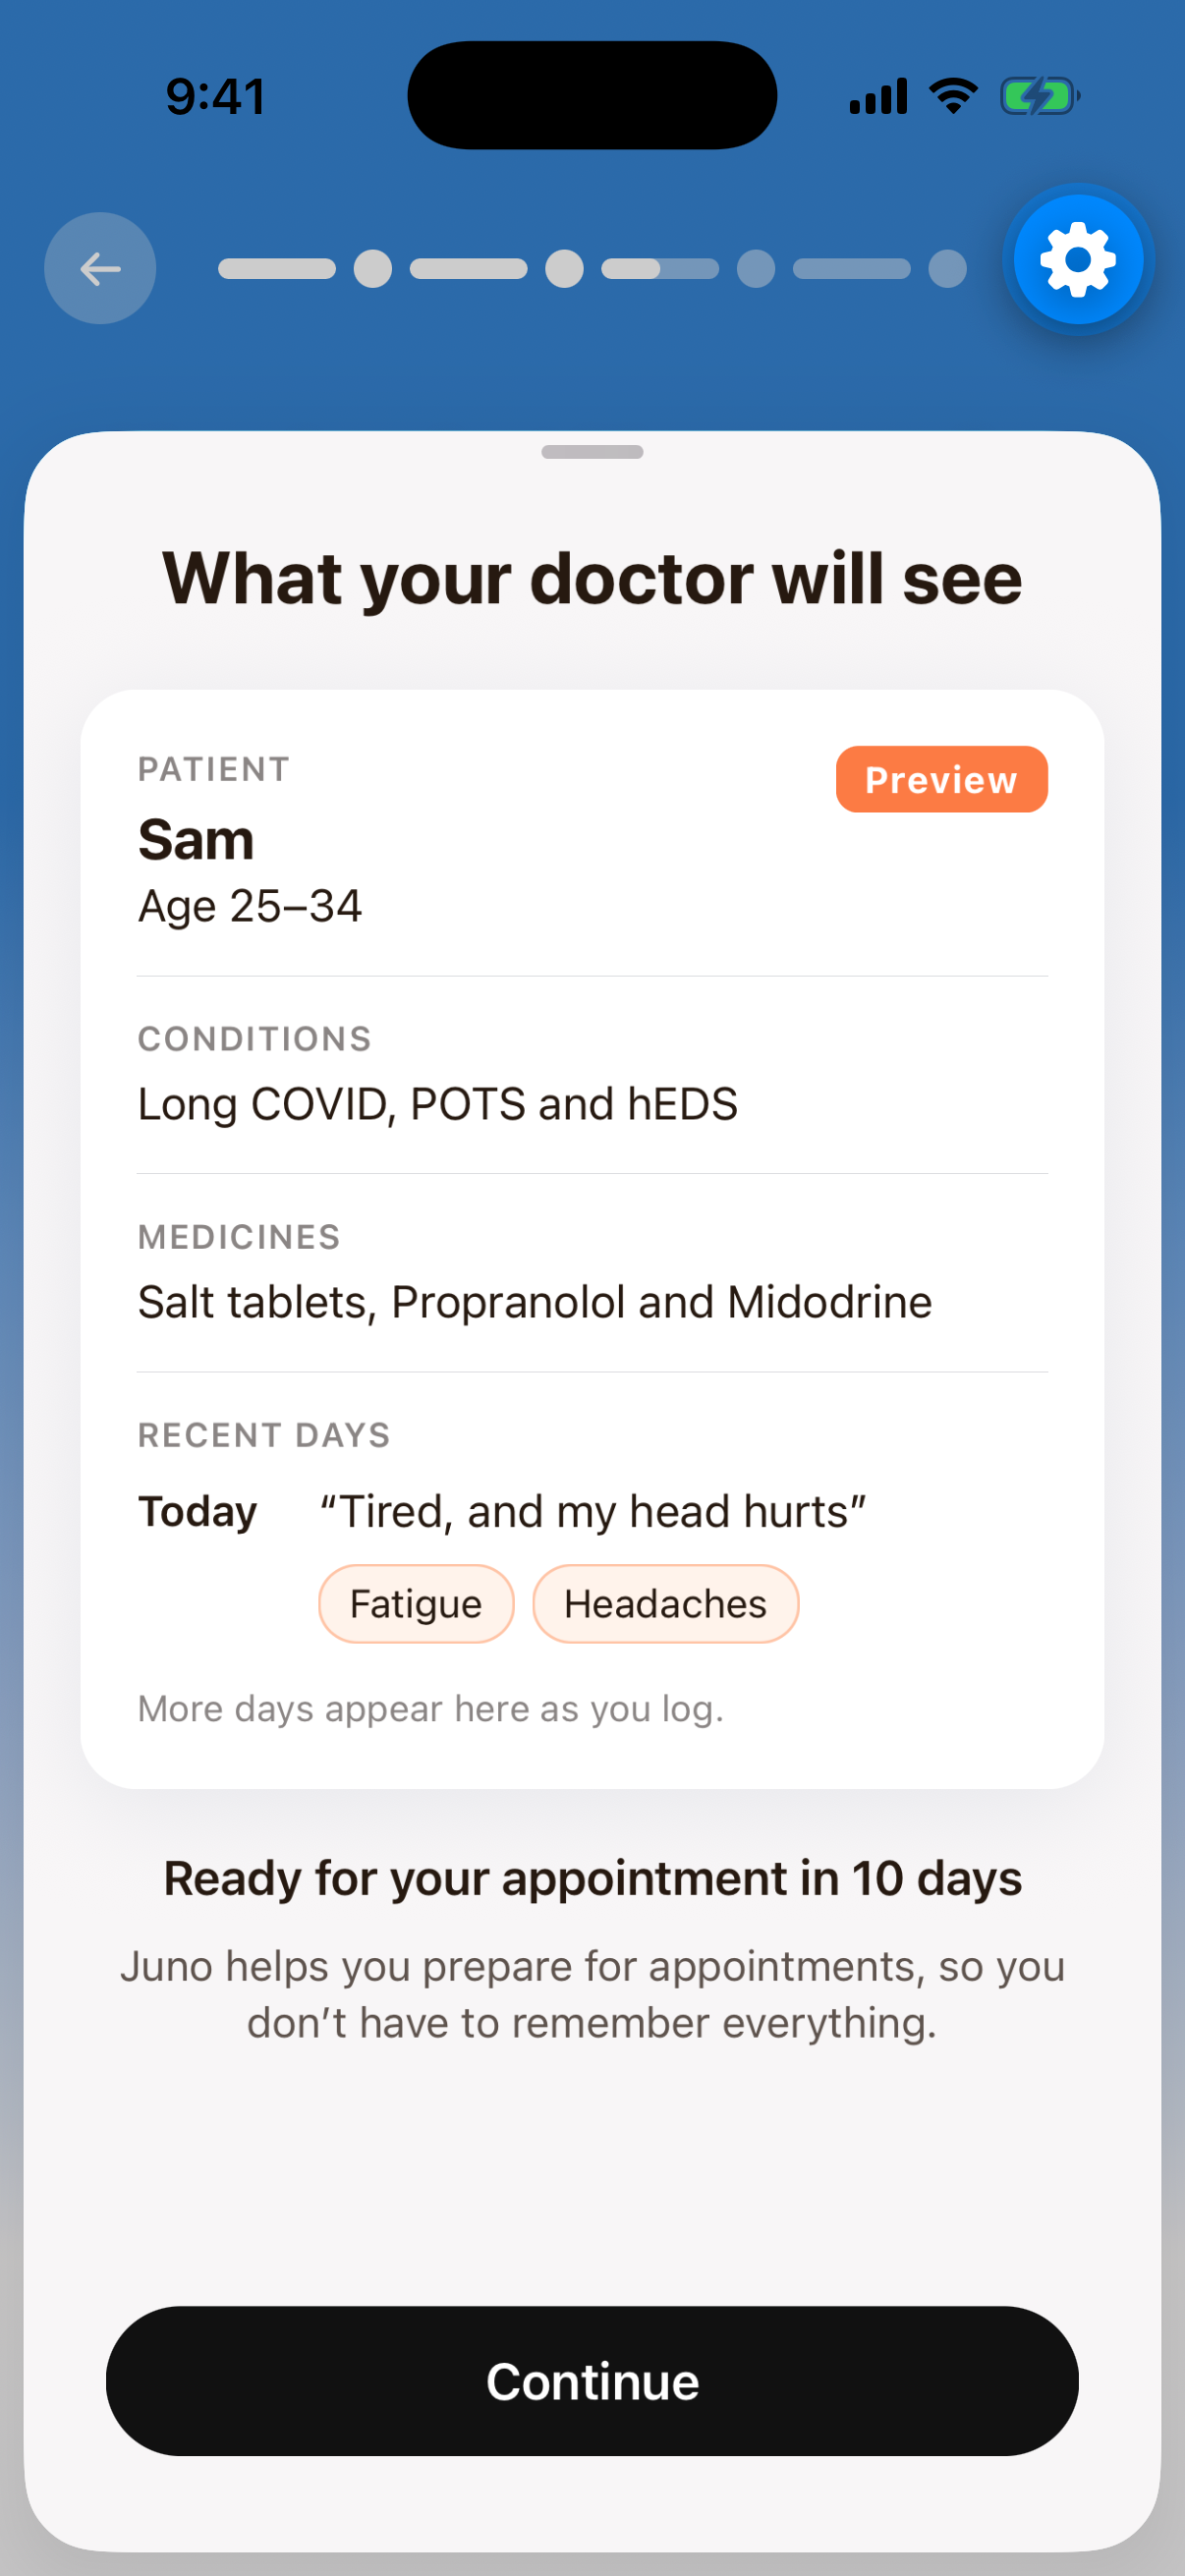 9:41
What your doctor will see
PATIENT
Preview
Sam
Age 25–34
CONDITIONS
Long COVID, POTS and hEDS
MEDICINES
Salt tablets, Propranolol and Midodrine
RECENT DAYS
Today “Tired, and my head hurts”
Fatigue Headaches
More days appear here as you log.
Ready for your appointment in 10 days
Juno helps you prepare for appointments, so you
don’t have to remember everything.
Continue